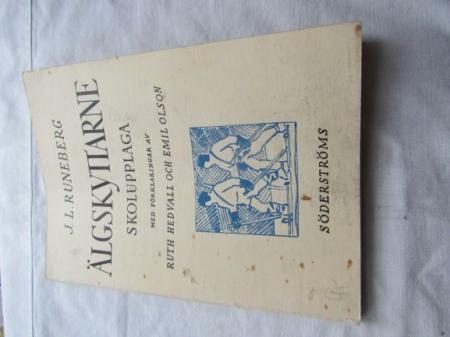 J. L. RUNEBERG
ÄLGSKYTTARNE
SKOLUPPLAGA
MED FÖRKLARINGAR AV
RUTH HEDVALL OCH EMIL OLSON
SÖDERSTRÖMS